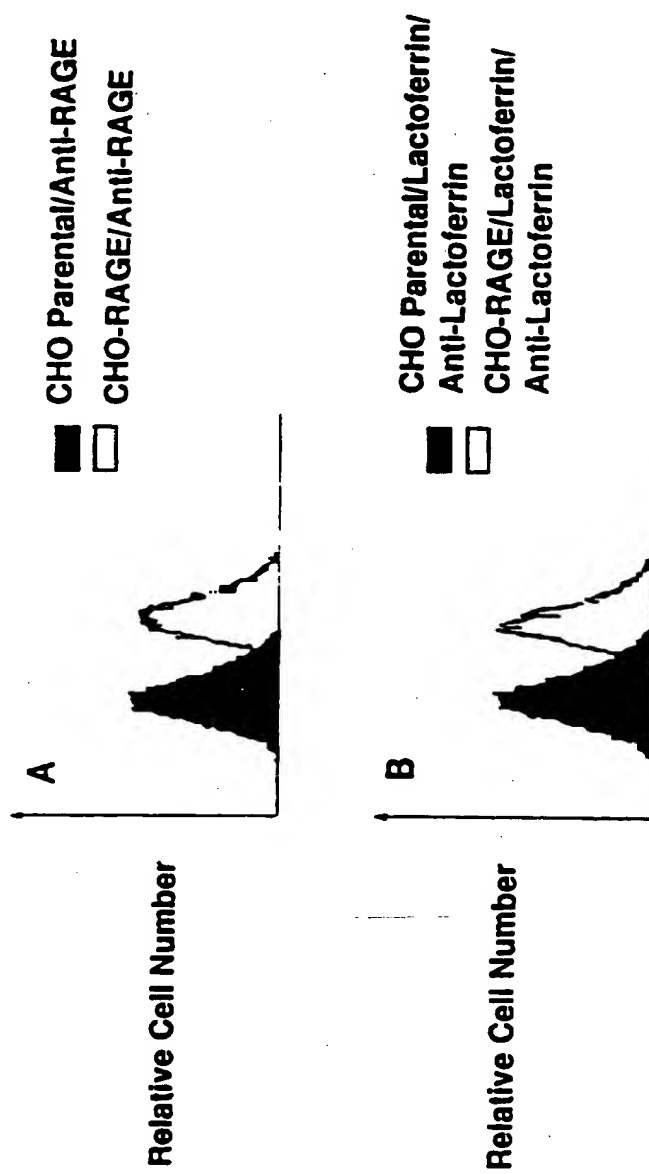 A
CHO Parental/Anti-RAGE
CHO-RAGE/Anti-RAGE
Relative Cell Number
B
CHO Parental/Lactoferrin/
Anti-Lactoferrin
CHO-RAGE/Lactoferrin/
Anti-Lactoferrin
Relative Cell Number